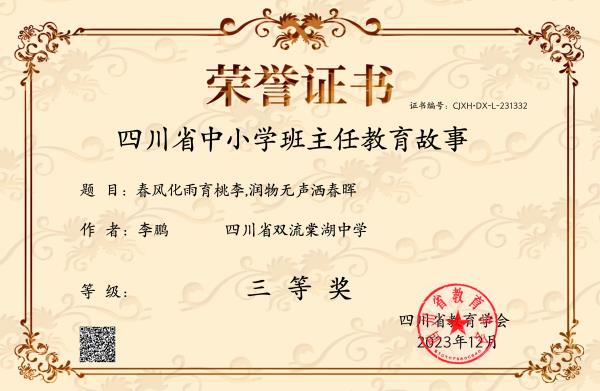 荣誉证书
证书编号：CJXH-DX-L-231332
四川省中小学班主任教育故事
题 目：春风化雨育桃李,润物无声洒春晖
作 者：李鹏 四川省双流棠湖中学
等 级： 三 等 奖
四川省教育学会
2023年12月